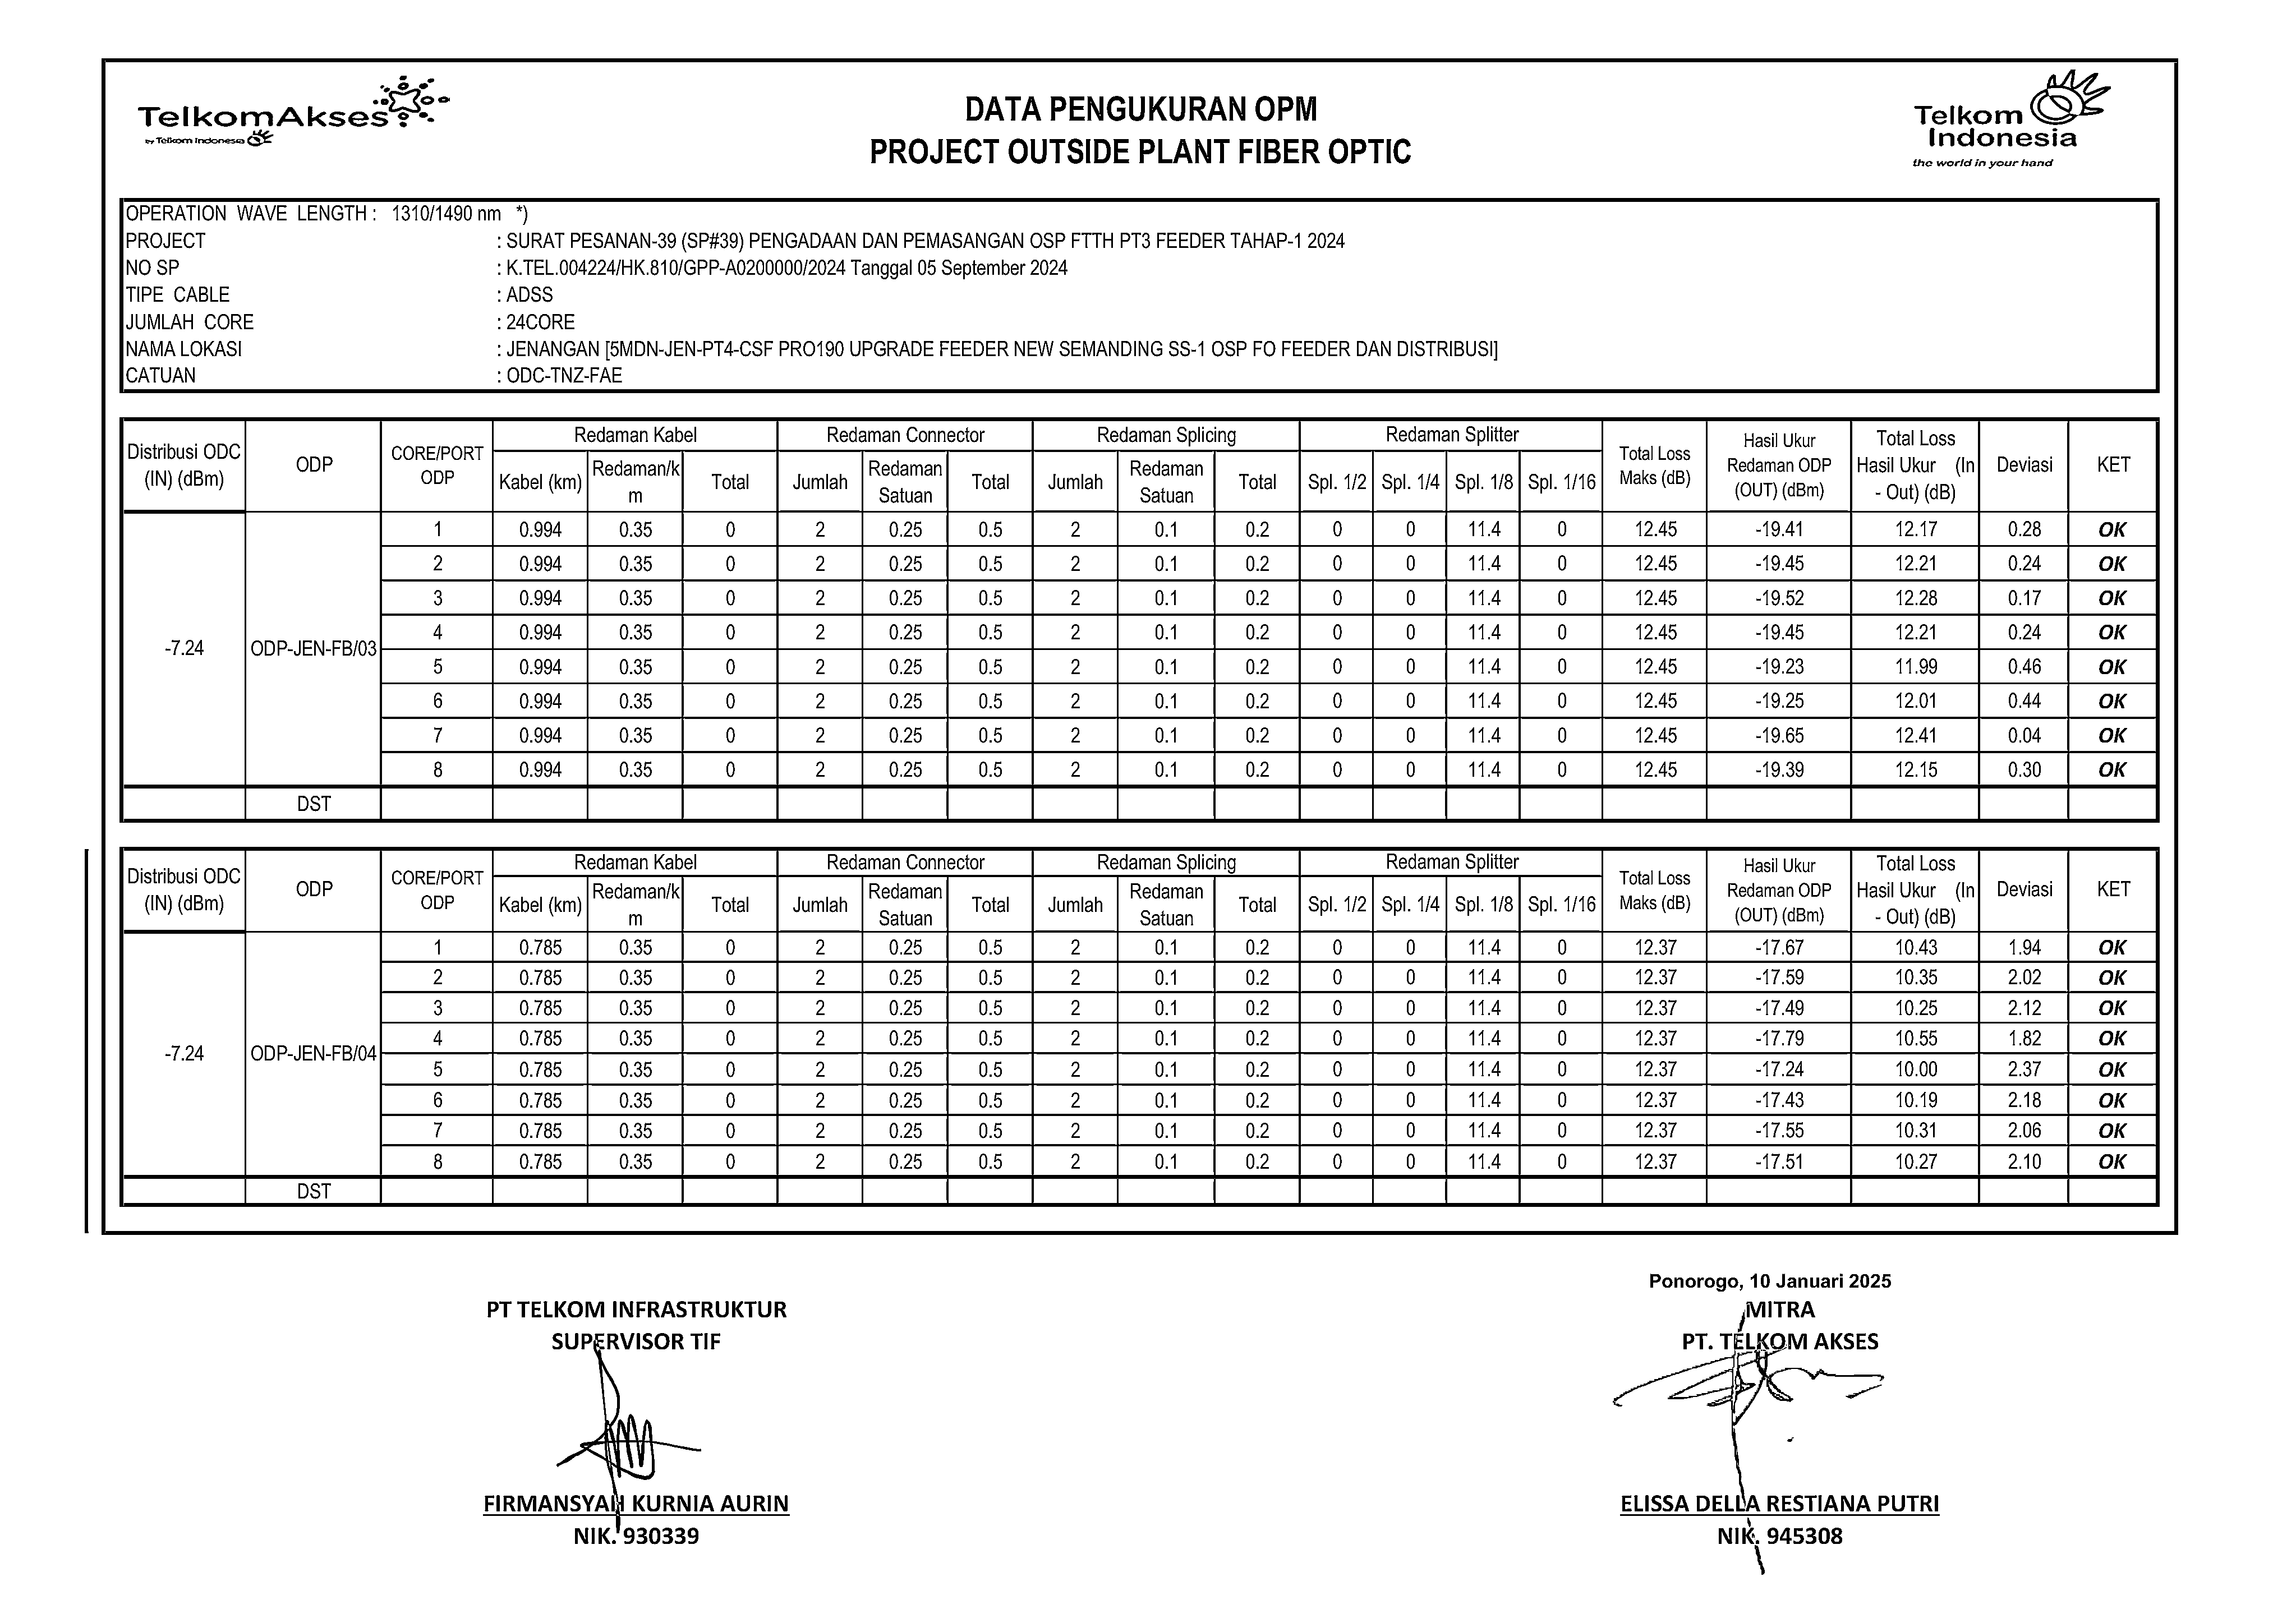 TelkomAkses
by Telkom Indonesia
DATA PENGUKURAN OPM
PROJECT OUTSIDE PLANT FIBER OPTIC
Telkom
Indonesia
the world in your hand
OPERATION WAVE LENGTH : 1310/1490 nm *)
PROJECT : SURAT PESANAN-39 (SP#39) PENGADAAN DAN PEMASANGAN OSP FTTH PT3 FEEDER TAHAP-1 2024
NO SP : K.TEL.004224/HK.810/GPP-A0200000/2024 Tanggal 05 September 2024
TIPE CABLE : ADSS
JUMLAH CORE : 24CORE
NAMA LOKASI : JENANGAN [5MDN-JEN-PT4-CSF PRO190 UPGRADE FEEDER NEW SEMANDING SS-1 OSP FO FEEDER DAN DISTRIBUSI]
CATUAN : ODC-TNZ-FAE
Distribusi ODC (IN) (dBm) ODP CORE/PORT ODP Redaman Kabel Redaman Connector Redaman Splicing Redaman Splitter Total Loss Maks (dB) Hasil Ukur Redaman ODP (OUT) (dBm) Total Loss Hasil Ukur (In - Out) (dB) Deviasi KET
Kabel (km) Redaman/km Total Jumlah Redaman Satuan Total Jumlah Redaman Satuan Total Spl. 1/2 Spl. 1/4 Spl. 1/8 Spl. 1/16
-7.24 ODP-JEN-FB/03
1 0.994 0.35 0 2 0.25 0.5 2 0.1 0.2 0 0 11.4 0 12.45 -19.41 12.17 0.28 OK
2 0.994 0.35 0 2 0.25 0.5 2 0.1 0.2 0 0 11.4 0 12.45 -19.45 12.21 0.24 OK
3 0.994 0.35 0 2 0.25 0.5 2 0.1 0.2 0 0 11.4 0 12.45 -19.52 12.28 0.17 OK
4 0.994 0.35 0 2 0.25 0.5 2 0.1 0.2 0 0 11.4 0 12.45 -19.45 12.21 0.24 OK
5 0.994 0.35 0 2 0.25 0.5 2 0.1 0.2 0 0 11.4 0 12.45 -19.23 11.99 0.46 OK
6 0.994 0.35 0 2 0.25 0.5 2 0.1 0.2 0 0 11.4 0 12.45 -19.25 12.01 0.44 OK
7 0.994 0.35 0 2 0.25 0.5 2 0.1 0.2 0 0 11.4 0 12.45 -19.65 12.41 0.04 OK
8 0.994 0.35 0 2 0.25 0.5 2 0.1 0.2 0 0 11.4 0 12.45 -19.39 12.15 0.30 OK
DST
Distribusi ODC (IN) (dBm) ODP CORE/PORT ODP Redaman Kabel Redaman Connector Redaman Splicing Redaman Splitter Total Loss Maks (dB) Hasil Ukur Redaman ODP (OUT) (dBm) Total Loss Hasil Ukur (In - Out) (dB) Deviasi KET
Kabel (km) Redaman/km Total Jumlah Redaman Satuan Total Jumlah Redaman Satuan Total Spl. 1/2 Spl. 1/4 Spl. 1/8 Spl. 1/16
-7.24 ODP-JEN-FB/04
1 0.785 0.35 0 2 0.25 0.5 2 0.1 0.2 0 0 11.4 0 12.37 -17.67 10.43 1.94 OK
2 0.785 0.35 0 2 0.25 0.5 2 0.1 0.2 0 0 11.4 0 12.37 -17.59 10.35 2.02 OK
3 0.785 0.35 0 2 0.25 0.5 2 0.1 0.2 0 0 11.4 0 12.37 -17.49 10.25 2.12 OK
4 0.785 0.35 0 2 0.25 0.5 2 0.1 0.2 0 0 11.4 0 12.37 -17.79 10.55 1.82 OK
5 0.785 0.35 0 2 0.25 0.5 2 0.1 0.2 0 0 11.4 0 12.37 -17.24 10.00 2.37 OK
6 0.785 0.35 0 2 0.25 0.5 2 0.1 0.2 0 0 11.4 0 12.37 -17.43 10.19 2.18 OK
7 0.785 0.35 0 2 0.25 0.5 2 0.1 0.2 0 0 11.4 0 12.37 -17.55 10.31 2.06 OK
8 0.785 0.35 0 2 0.25 0.5 2 0.1 0.2 0 0 11.4 0 12.37 -17.51 10.27 2.10 OK
DST
PT TELKOM INFRASTRUKTUR
SUPERVISOR TIF
FIRMANSYAH KURNIA AURIN
NIK. 930339
Ponorogo, 10 Januari 2025
MITRA
PT. TELKOM AKSES
ELISSA DELLA RESTIANA PUTRI
NIK. 945308